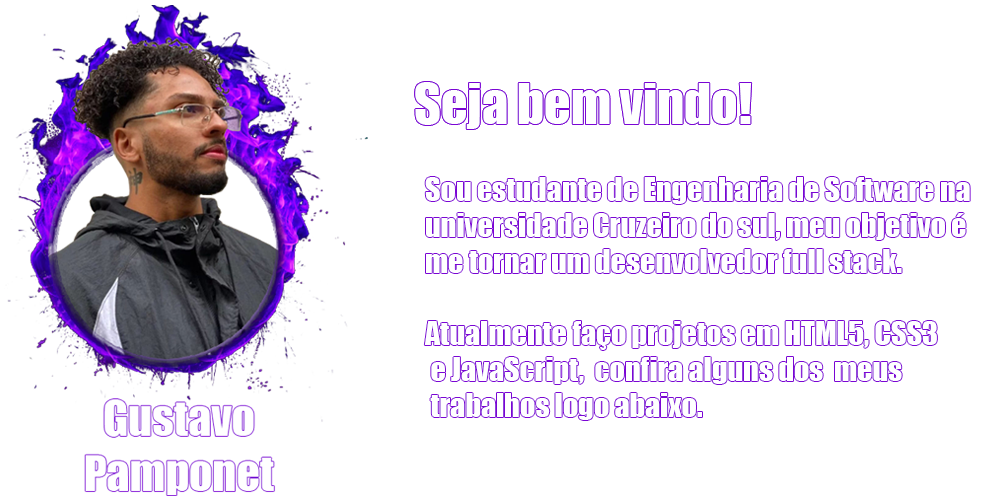 Seja bem vindo!
Sou estudante de Engenharia de Software na
universidade Cruzeiro do sul, meu objetivo é
me tornar um desenvolvedor full stack.
Atualmente faço projetos em HTML5, CSS3
e JavaScript, confira alguns dos meus
trabalhos logo abaixo.
Gustavo
Pamponet